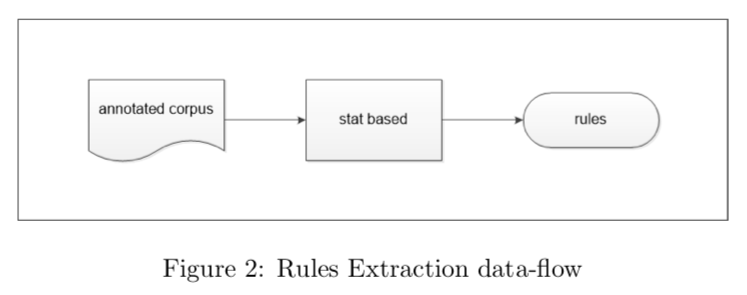 annotated corpus
stat based
rules
Figure 2: Rules Extraction data-flow